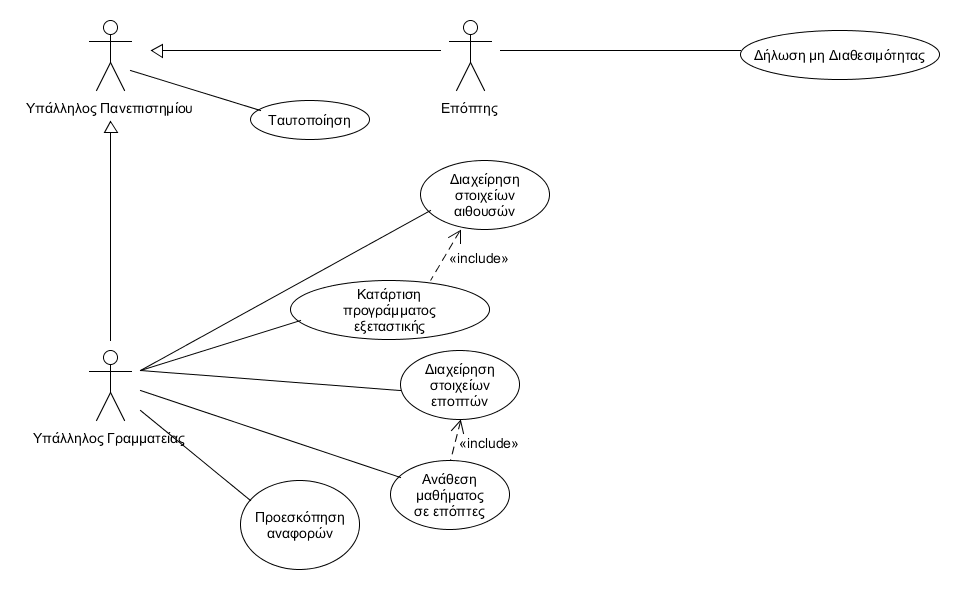 Υπάλληλος Πανεπιστημίου
Επόπτης
Δήλωση μη Διαθεσιμότητας
Ταυτοποίηση
Διαχείρηση
στοιχείων
αιθουσών
«include»
Κατάρτιση
προγράμματος
εξεταστικής
Διαχείρηση
στοιχείων
εποπτών
Υπάλληλος Γραμματείας
«include»
Ανάθεση
μαθήματος
σε επόπτες
Προεσκόπηση
αναφορών